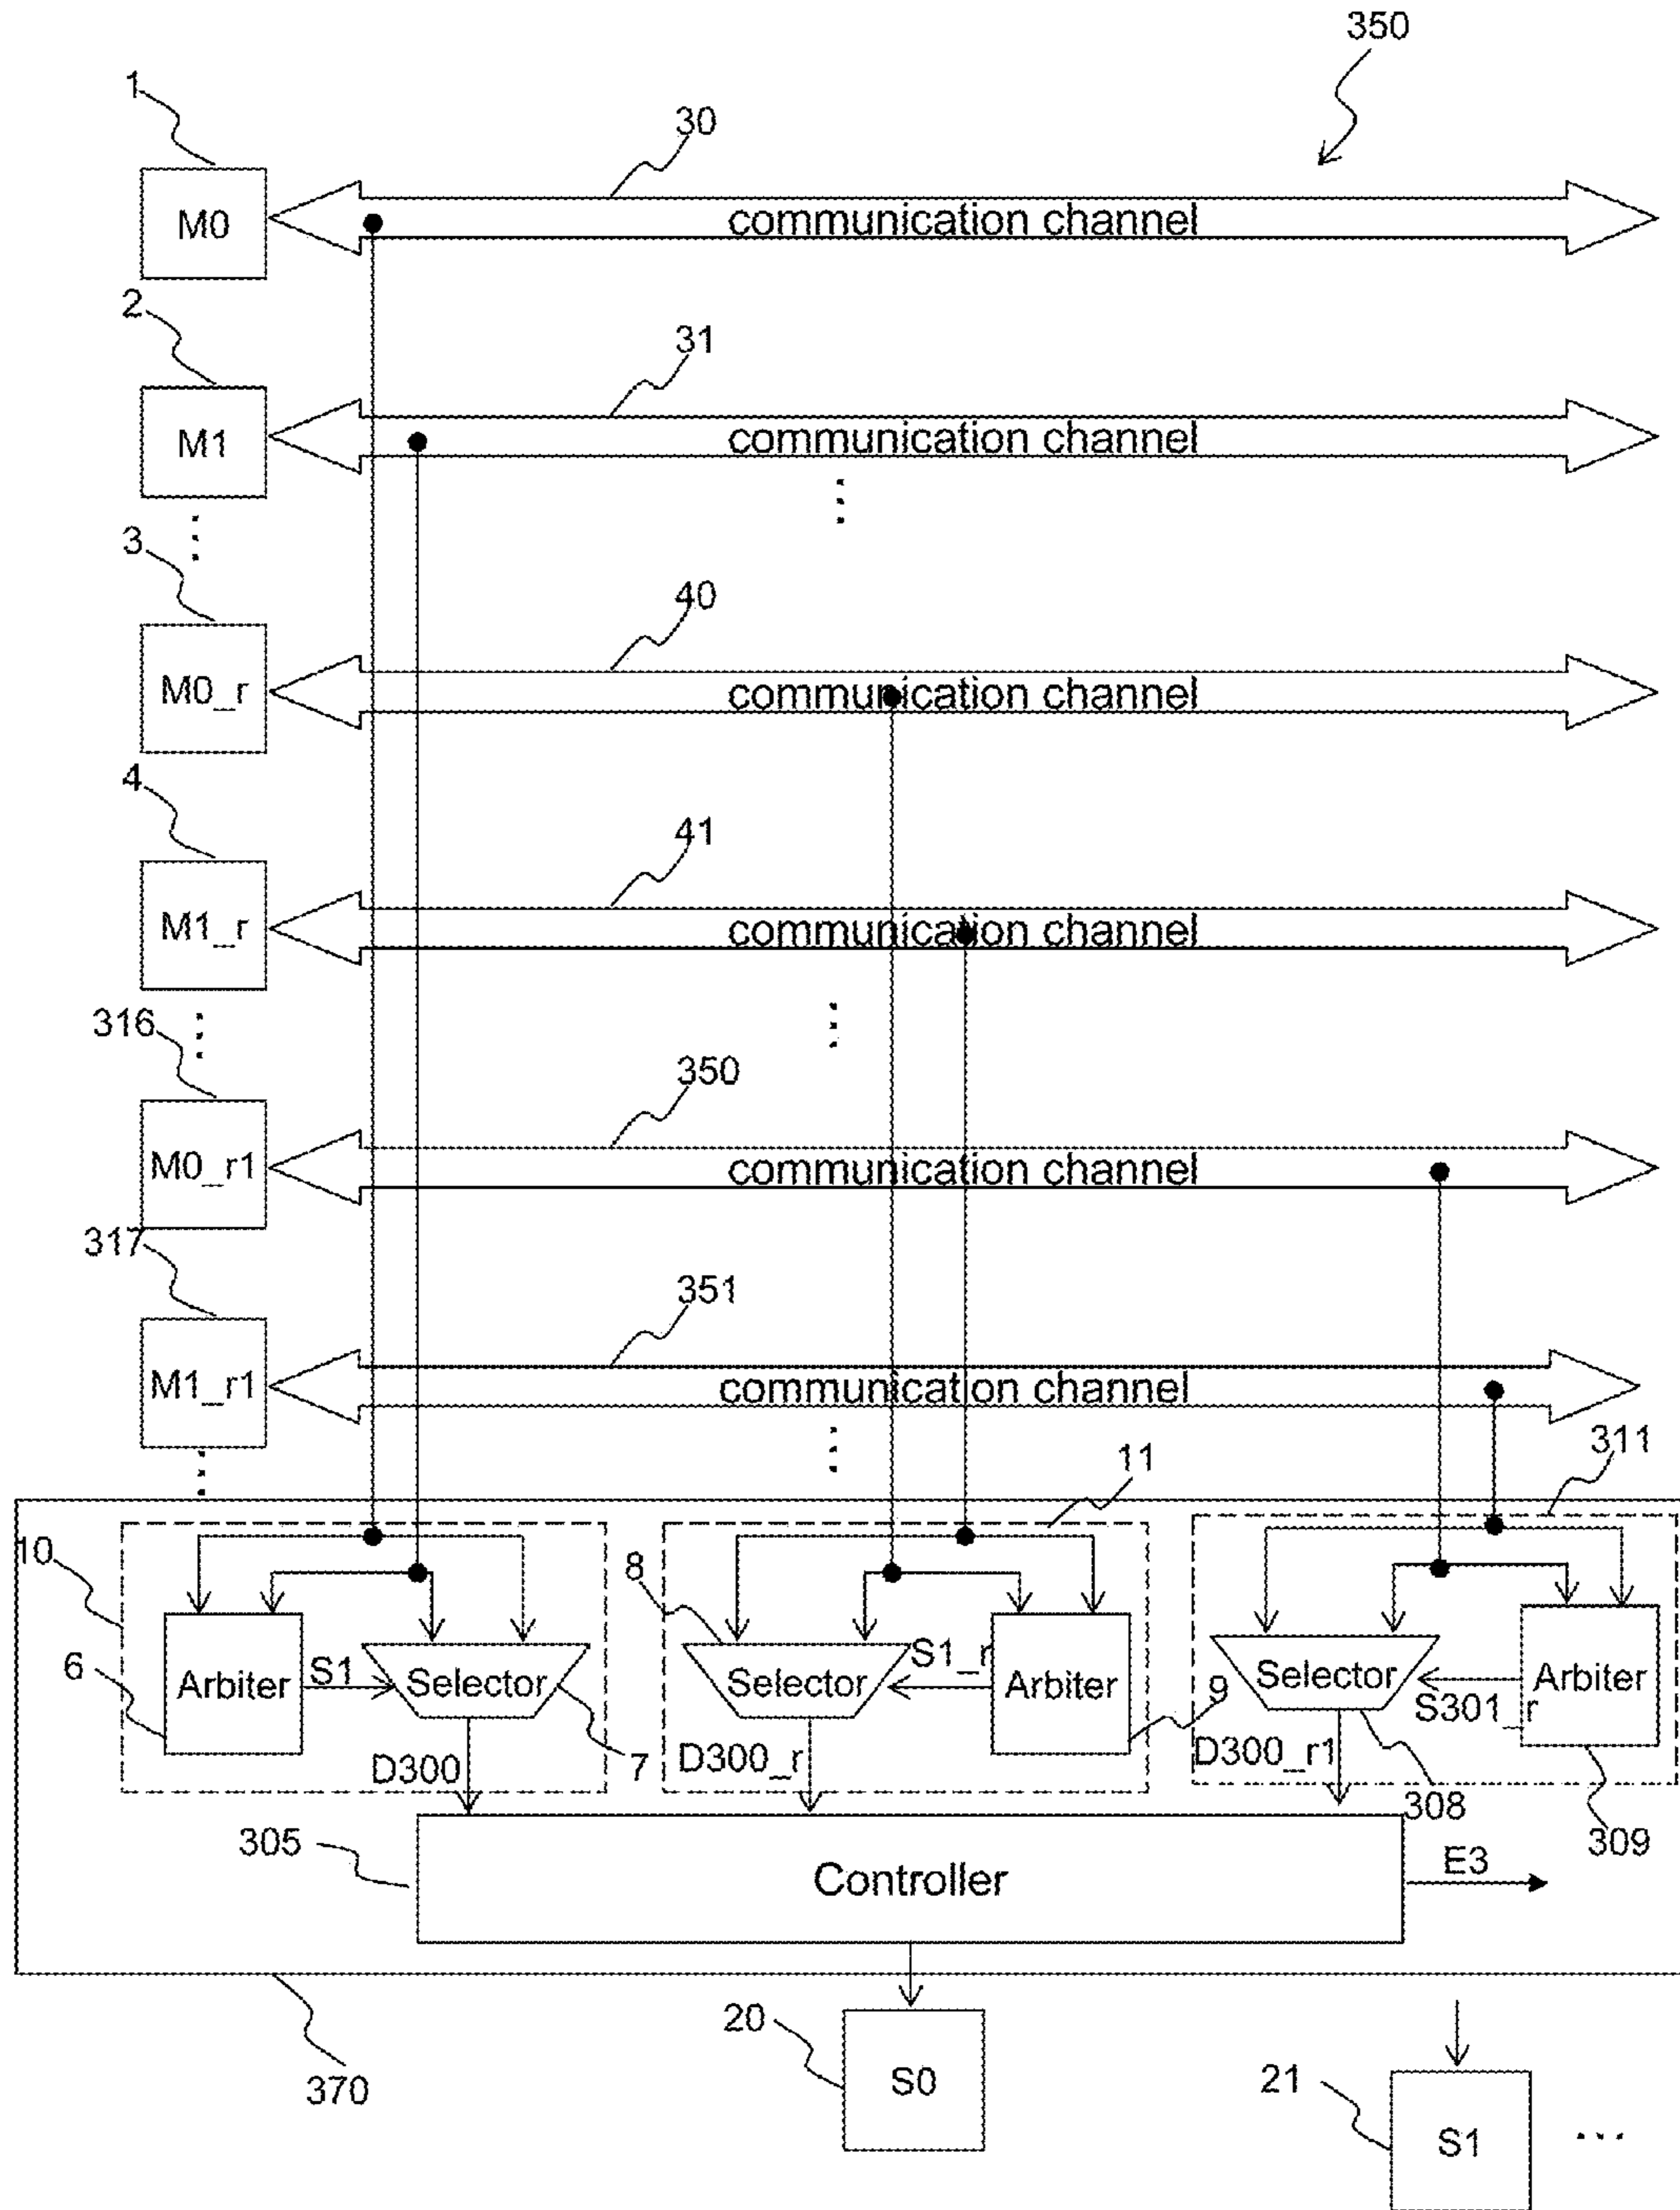 350
1
30
M0
communication channel
2
31
M1
communication channel
3
40
M0_r
communication channel
4
41
M1_r
communication channel
316
350
M0_r1
communication channel
317
351
M1_r1
communication channel
11
311
10
8
6
Arbiter
S1
Selector
Selector
S1_r
Arbiter
9
Selector
S301_r
Arbiter
D300
7
D300_r
D300_r1
308
309
305
Controller
E3
20
S0
370
21
S1